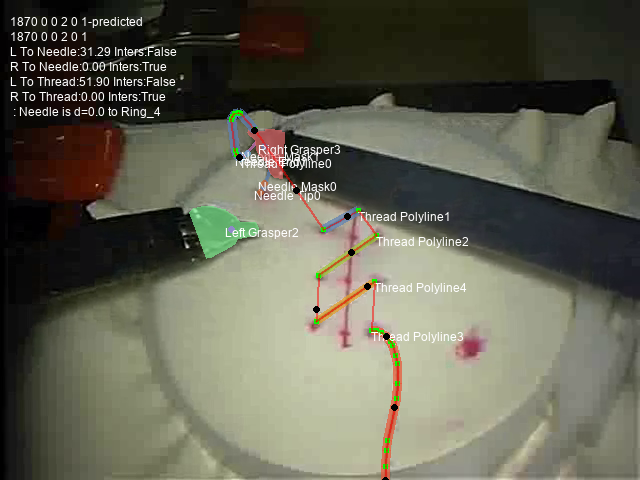 1870 0 0 2 0 1-predicted
1870 0 0 2 0 1
L To Needle:31.29 Inters:False
R To Needle:0.00 Inters:True
L To Thread:51.90 Inters:False
R To Thread:0.00 Inters:True
: Needle is d=0.0 to Ring_4
Right Grasper3
Thread Polyline0
Needle Mask0
Needle Tip0
Thread Polyline1
Left Grasper2
Thread Polyline2
Thread Polyline4
Thread Polyline3